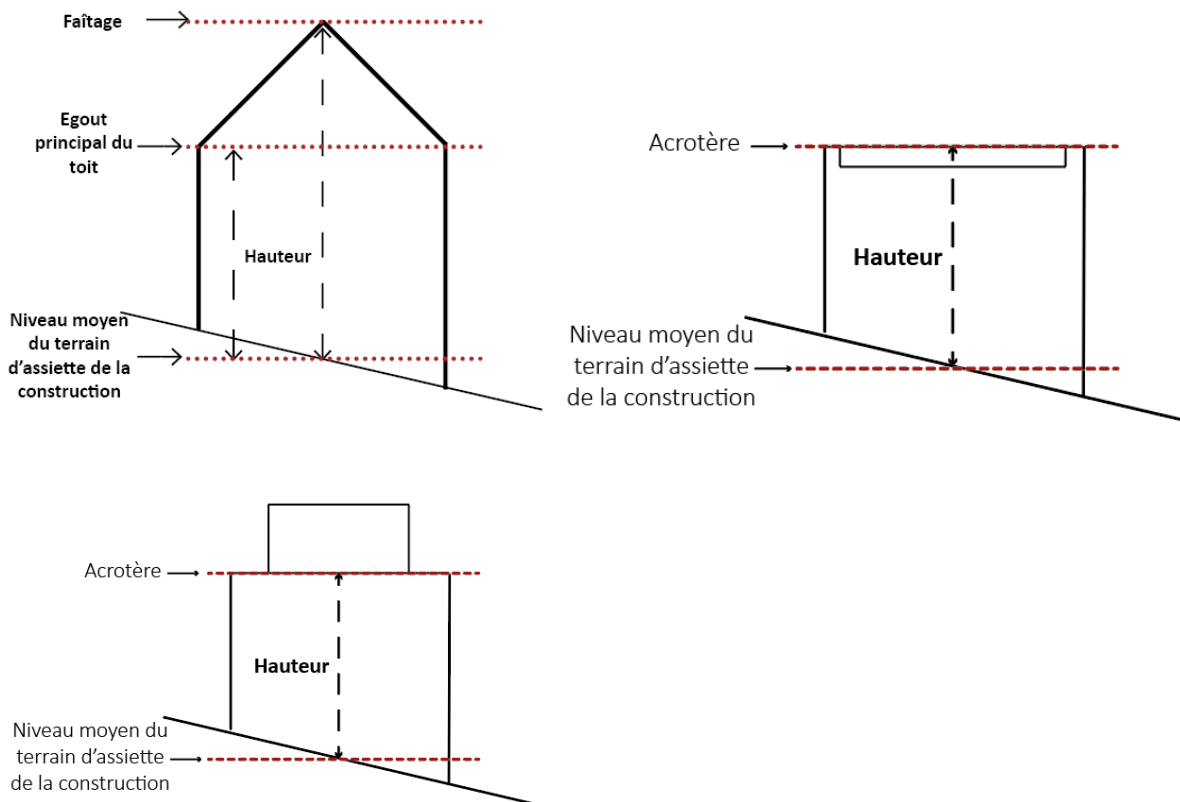 Faîtage
Egout
principal du
toit
Hauteur
Niveau moyen
du terrain
d'assiette de la
construction
Acrotère
Hauteur
Niveau moyen du
terrain d'assiette
de la construction
Acrotère
Hauteur
Niveau moyen du
terrain d'assiette
de la construction